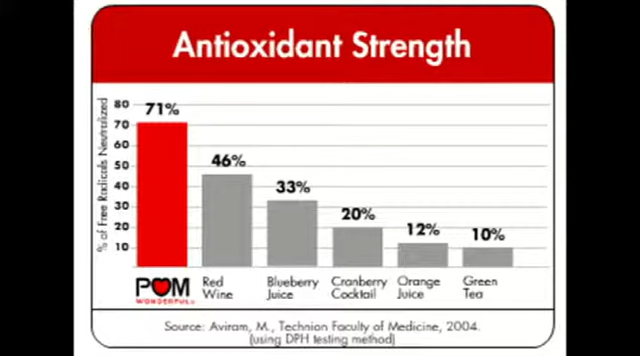 Antioxidant Strength
% of Free Radicals Neutralized
80
70
60
50
40
30
20
10
71%
46%
33%
20%
12%
10%
POM
WONDERFUL
Red
Wine
Blueberry
Juice
Cranberry
Cocktail
Orange
Juice
Green
Tea
Source: Aviram, M., Technion Faculty of Medicine, 2004.
(using DPH testing method)